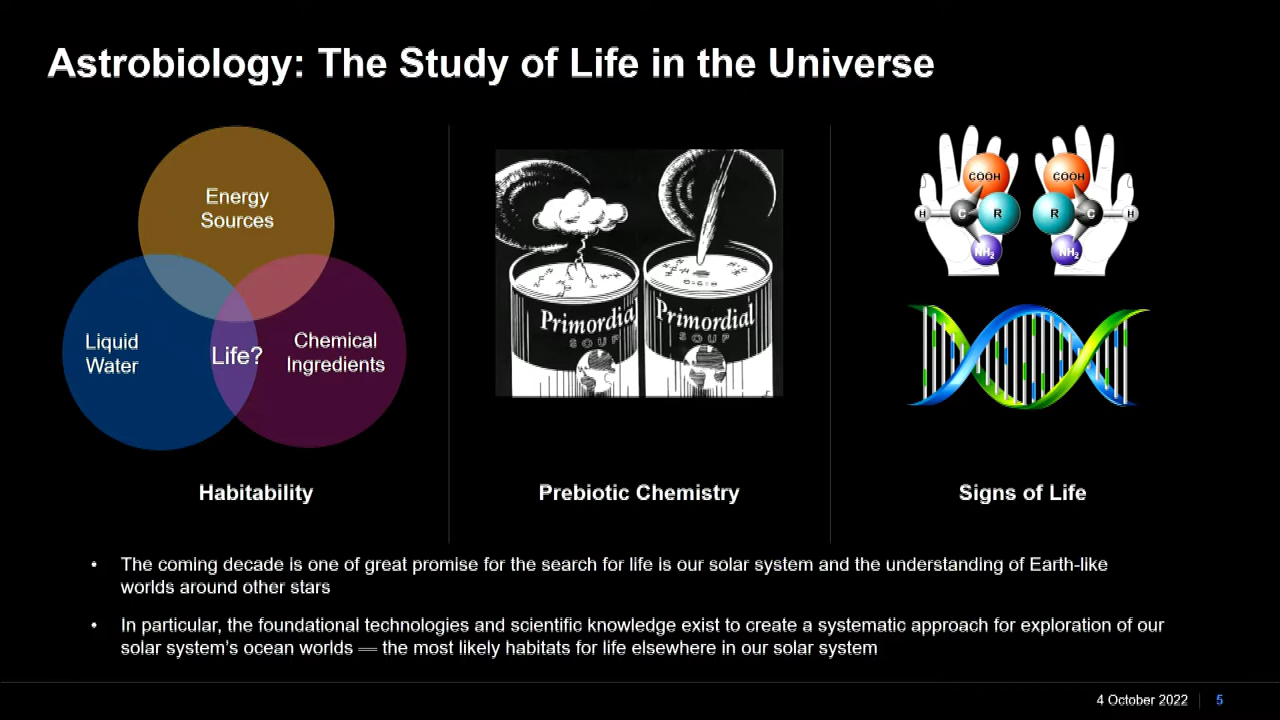 Astrobiology: The Study of Life in the Universe
Energy
Sources
Liquid
Water
Life?
Chemical
Ingredients
Habitability
Primordial
SOUP
Primordial
SOUP
Prebiotic Chemistry
COOH
H
C
R
NH₂
COOH
R
C
H
NH₂
Signs of Life
• The coming decade is one of great promise for the search for life is our solar system and the understanding of Earth-like
worlds around other stars
• In particular, the foundational technologies and scientific knowledge exist to create a systematic approach for exploration of our
solar system's ocean worlds — the most likely habitats for life elsewhere in our solar system
4 October 2022
5